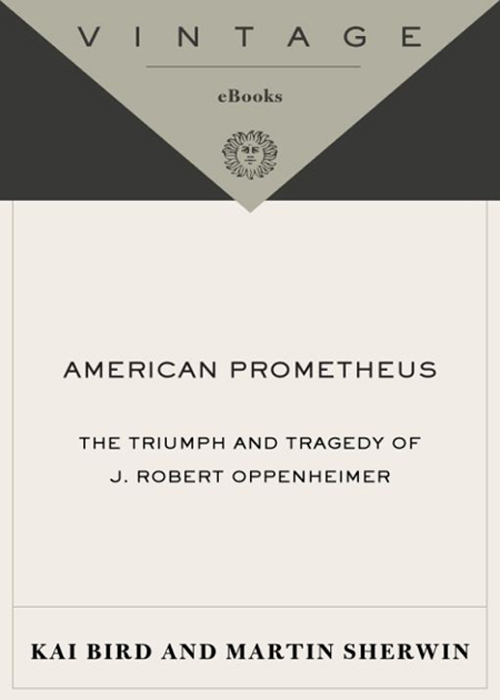 VINTAGE
eBooks
AMERICAN PROMETHEUS
THE TRIUMPH AND TRAGEDY OF
J. ROBERT OPPENHEIMER
KAI BIRD AND MARTIN SHERWIN